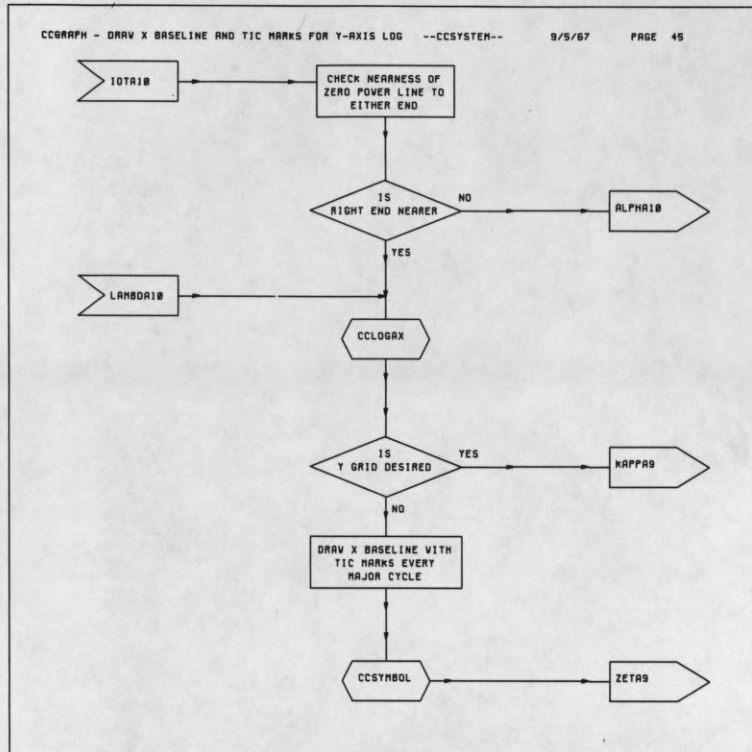 CCGRAPH - DRAW X BASELINE AND TIC MARKS FOR Y-AXIS LOG --CCSYSTEM-- 9/5/67 PAGE 45
IOTA10
CHECK NEARNESS OF
ZERO POWER LINE TO
EITHER END
IS
RIGHT END NEARER
NO
ALPHA10
YES
LAMBDA10
CCLOGAX
IS
Y GRID DESIRED
YES
KAPPA9
NO
DRAW X BASELINE WITH
TIC MARKS EVERY
MAJOR CYCLE
CCSYMBOL
ZETA9